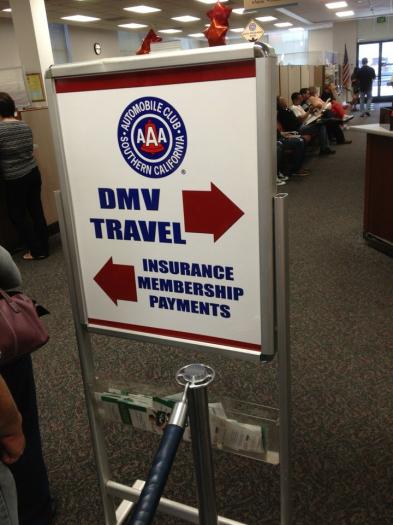 AUTOMOBILE CLUB
AAA
SOUTHERN CALIFORNIA
®
DMV
TRAVEL
INSURANCE
MEMBERSHIP
PAYMENTS